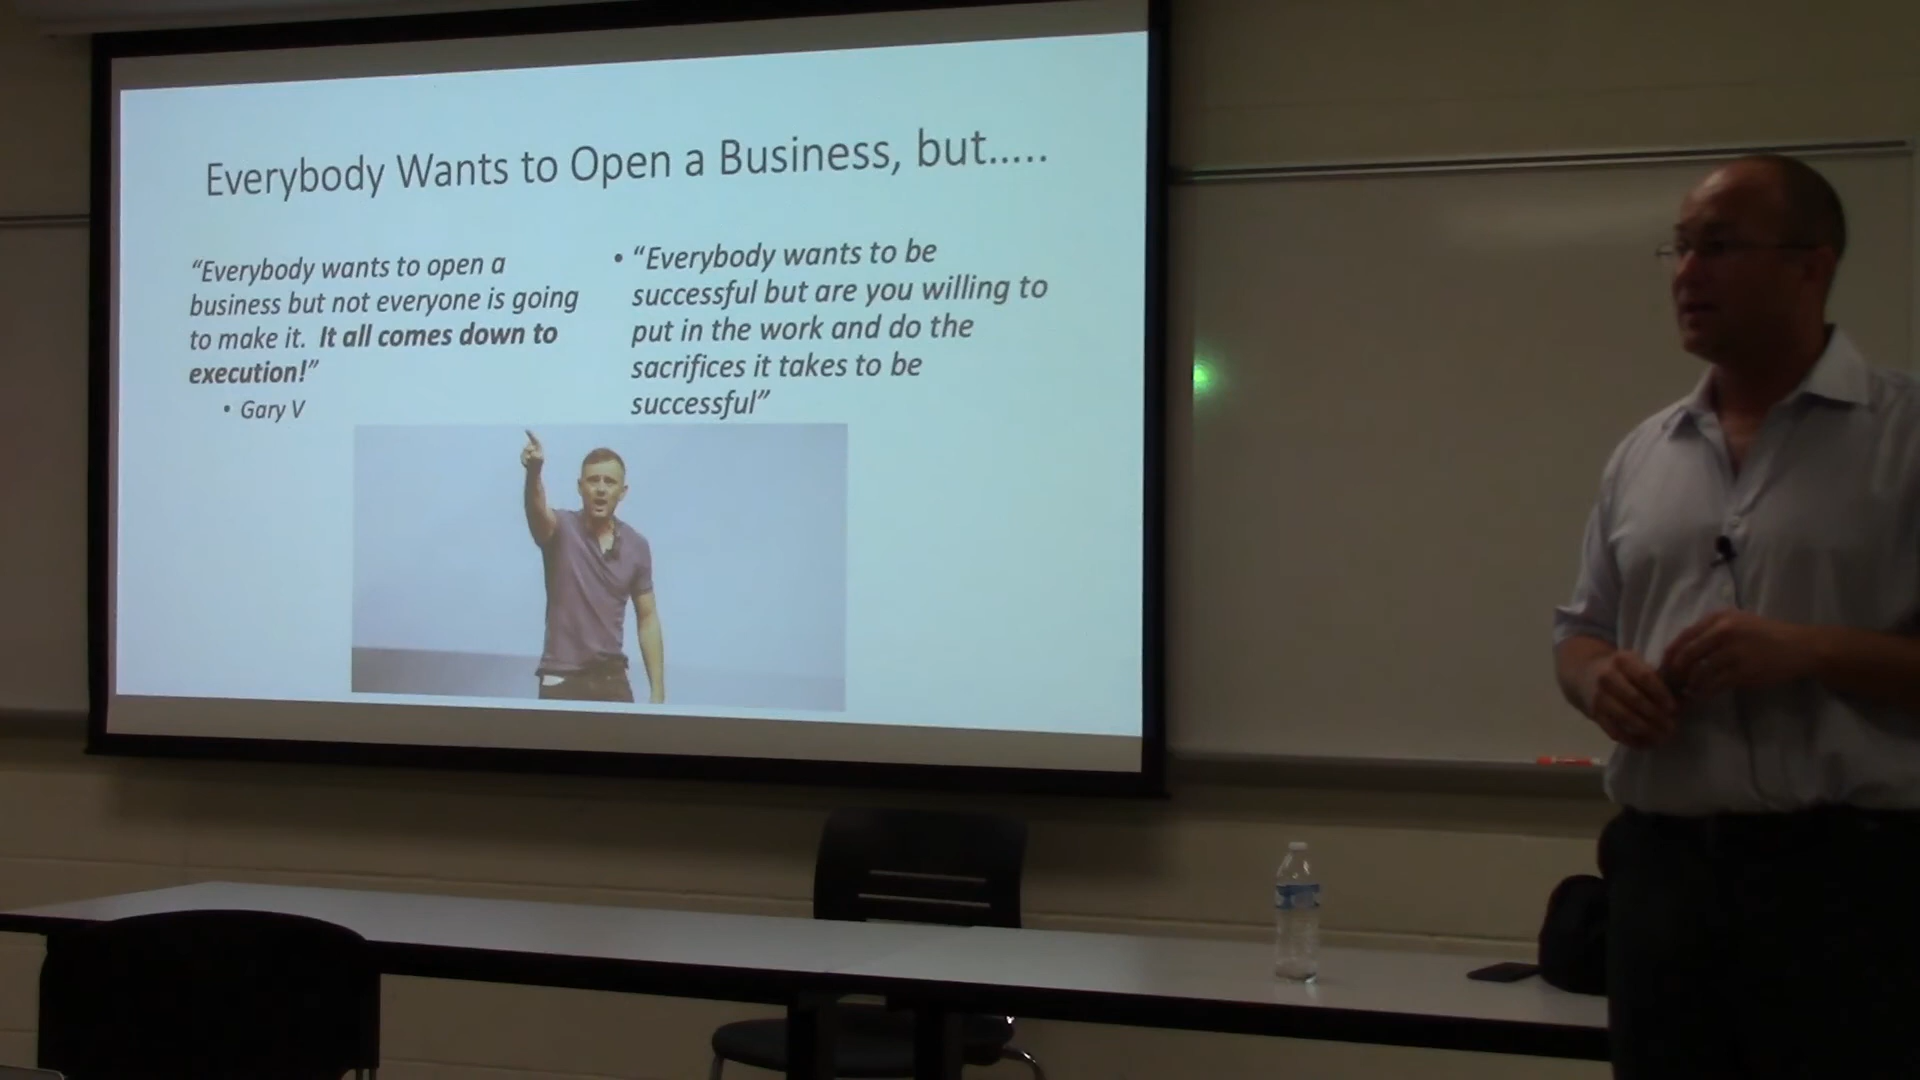 Everybody Wants to Open a Business, but.....
“Everybody wants to open a
business but not everyone is going
to make it. It all comes down to
execution!”
• Gary V
• “Everybody wants to be
successful but are you willing to
put in the work and do the
sacrifices it takes to be
successful”